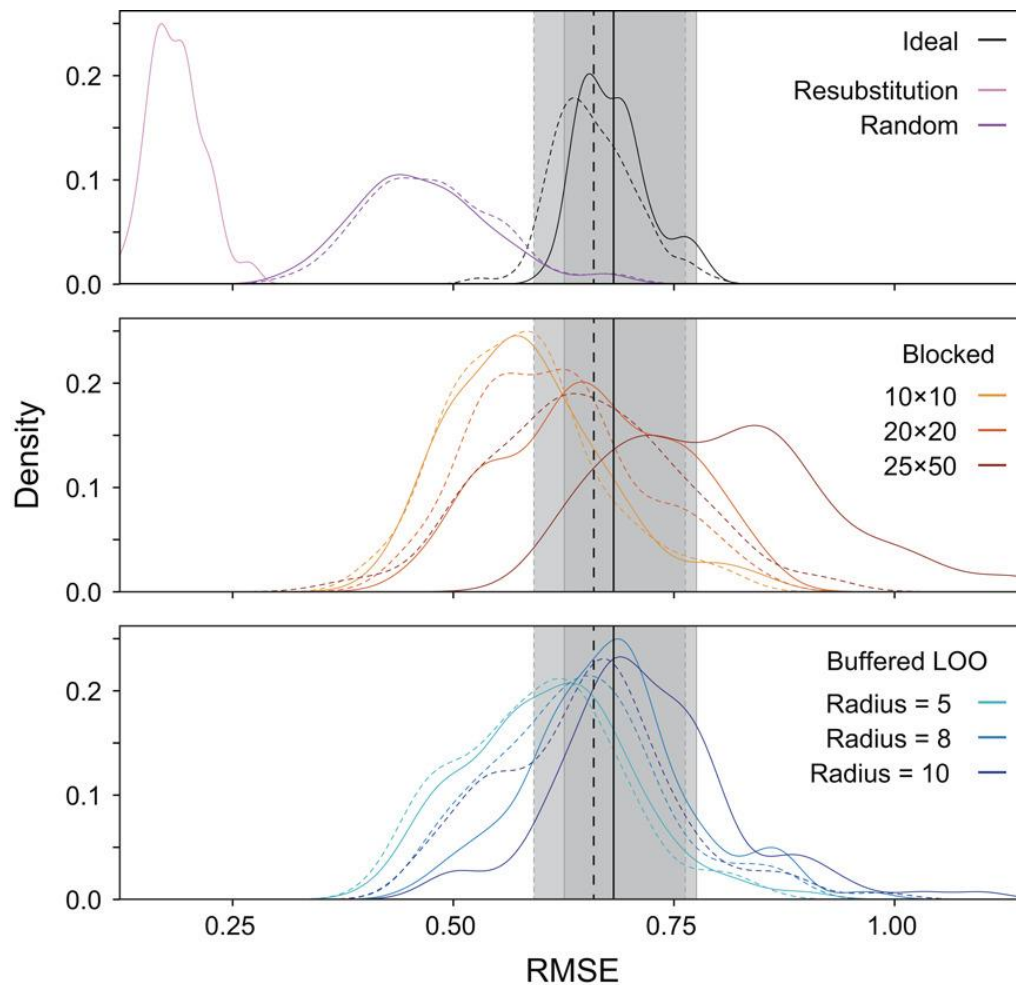 Density
0.2
0.1
0.0
Ideal
Resubstitution
Random
0.2
0.1
0.0
Blocked
10×10
20×20
25×50
0.2
0.1
0.0
Buffered LOO
Radius = 5
Radius = 8
Radius = 10
0.25 0.50 0.75 1.00
RMSE